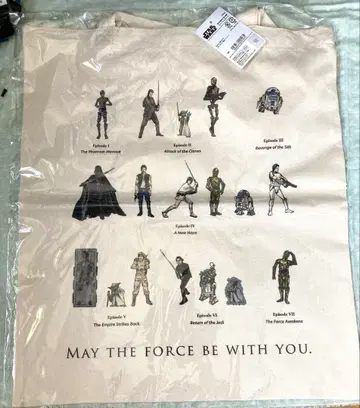 STAR WARS
Episode I
The Phantom Menace
Episode II
Attack of the Clones
Episode III
Revenge of the Sith
Episode IV
A New Hope
Episode V
The Empire Strikes Back
Episode VI
Return of the Jedi
Episode VII
The Force Awakens
MAY THE FORCE BE WITH YOU.